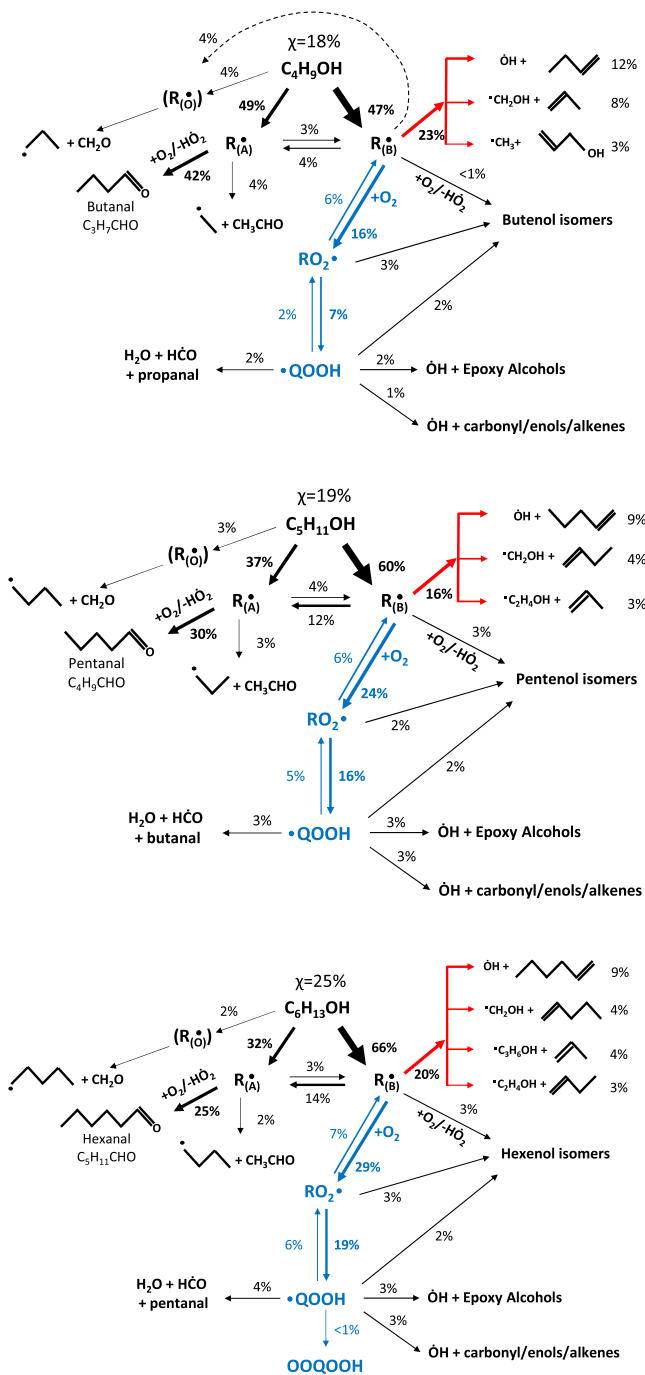 χ=18%
4%
C₄H₉OH
4%
(Ṙ₍O₎)
49%
47%
+ CH₂O
Ṙ₍A₎
3%
4%
Ṙ₍B₎
23%
ȮH +
12%
•CH₂OH +
8%
•CH₃+
OH
3%
+O₂/-HȮ₂
42%
O
Butanal
C₃H₇CHO
4%
+ CH₃CHO
<1%
+O₂/-HȮ₂
6%
+O₂
16%
Butenol isomers
RO₂•
3%
2%
7%
2%
H₂O + HĊO
+ propanal
2%
•QOOH
2%
ȮH + Epoxy Alcohols
1%
ȮH + carbonyl/enols/alkenes
χ=19%
C₅H₁₁OH
3%
(Ṙ₍O₎)
37%
60%
+ CH₂O
Ṙ₍A₎
4%
12%
Ṙ₍B₎
16%
ȮH +
9%
•CH₂OH +
4%
•C₂H₄OH +
3%
+O₂/-HȮ₂
30%
O
Pentanal
C₄H₉CHO
3%
+ CH₃CHO
3%
+O₂/-HȮ₂
6%
+O₂
24%
Pentenol isomers
RO₂•
2%
5%
16%
2%
H₂O + HĊO
+ butanal
3%
•QOOH
3%
ȮH + Epoxy Alcohols
3%
ȮH + carbonyl/enols/alkenes
χ=25%
C₆H₁₃OH
2%
(Ṙ₍O₎)
32%
66%
+ CH₂O
Ṙ₍A₎
3%
14%
Ṙ₍B₎
20%
ȮH +
9%
•CH₂OH +
4%
•C₃H₆OH +
4%
•C₂H₄OH +
3%
+O₂/-HȮ₂
25%
O
Hexanal
C₅H₁₁CHO
2%
+ CH₃CHO
3%
+O₂/-HȮ₂
7%
+O₂
29%
Hexenol isomers
RO₂•
3%
6%
19%
2%
H₂O + HĊO
+ pentanal
4%
•QOOH
3%
ȮH + Epoxy Alcohols
3%
ȮH + carbonyl/enols/alkenes
<1%
OOQOOH